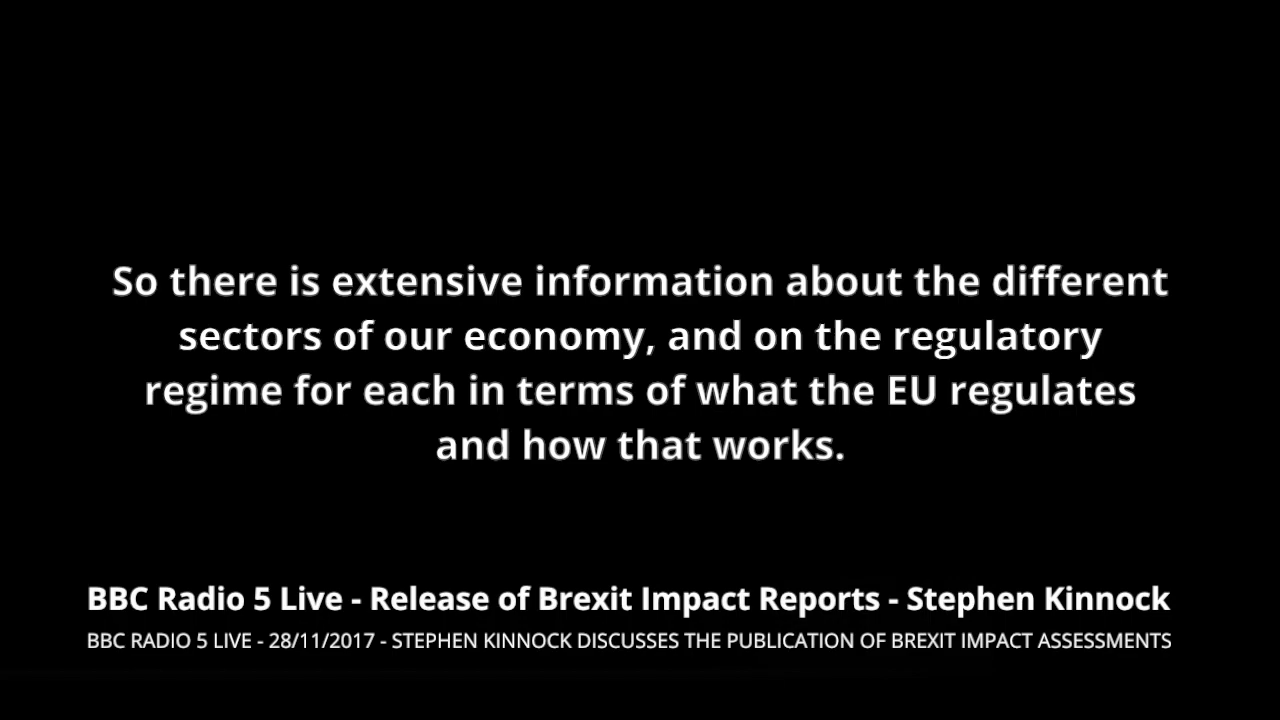 So there is extensive information about the different
sectors of our economy, and on the regulatory
regime for each in terms of what the EU regulates
and how that works.
BBC Radio 5 Live - Release of Brexit Impact Reports - Stephen Kinnock
BBC RADIO 5 LIVE - 28/11/2017 - STEPHEN KINNOCK DISCUSSES THE PUBLICATION OF BREXIT IMPACT ASSESSMENTS